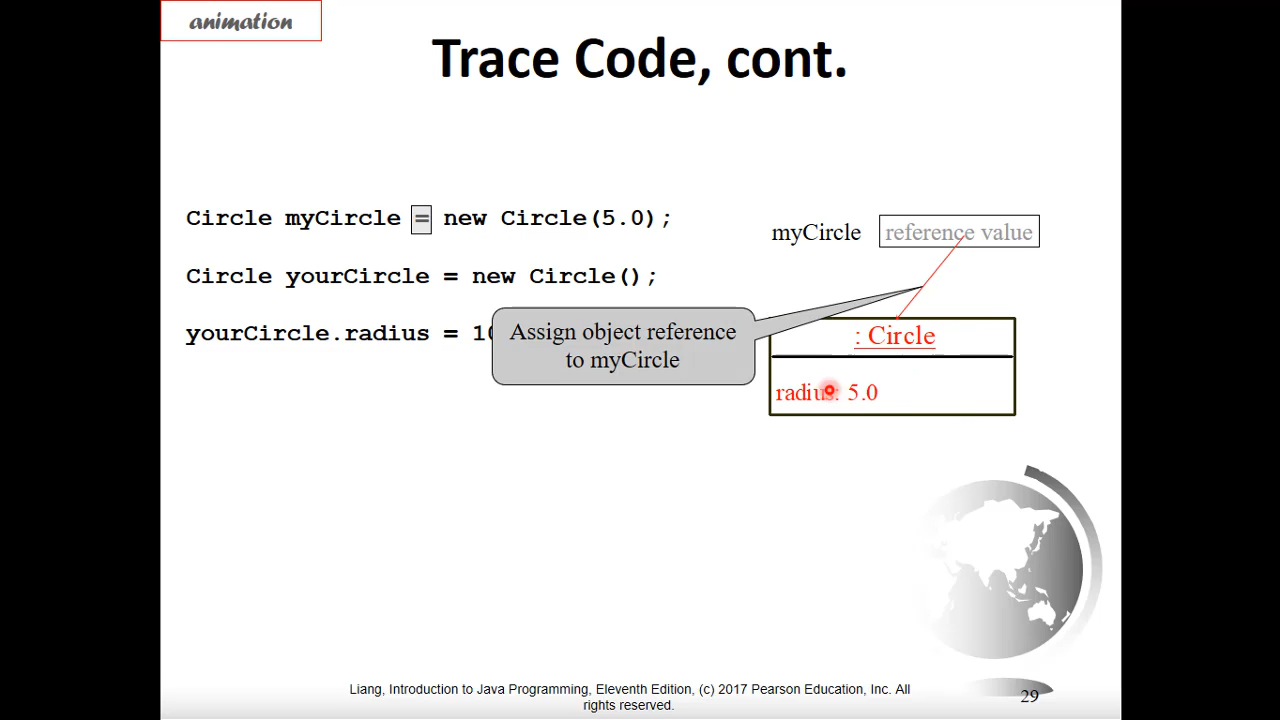 animation
Trace Code, cont.
Circle myCircle = new Circle(5.0);
Circle yourCircle = new Circle();
yourCircle.radius = 10
myCircle reference value
Assign object reference
to myCircle
: Circle
radius: 5.0
Liang, Introduction to Java Programming, Eleventh Edition, (c) 2017 Pearson Education, Inc. All
rights reserved.
29